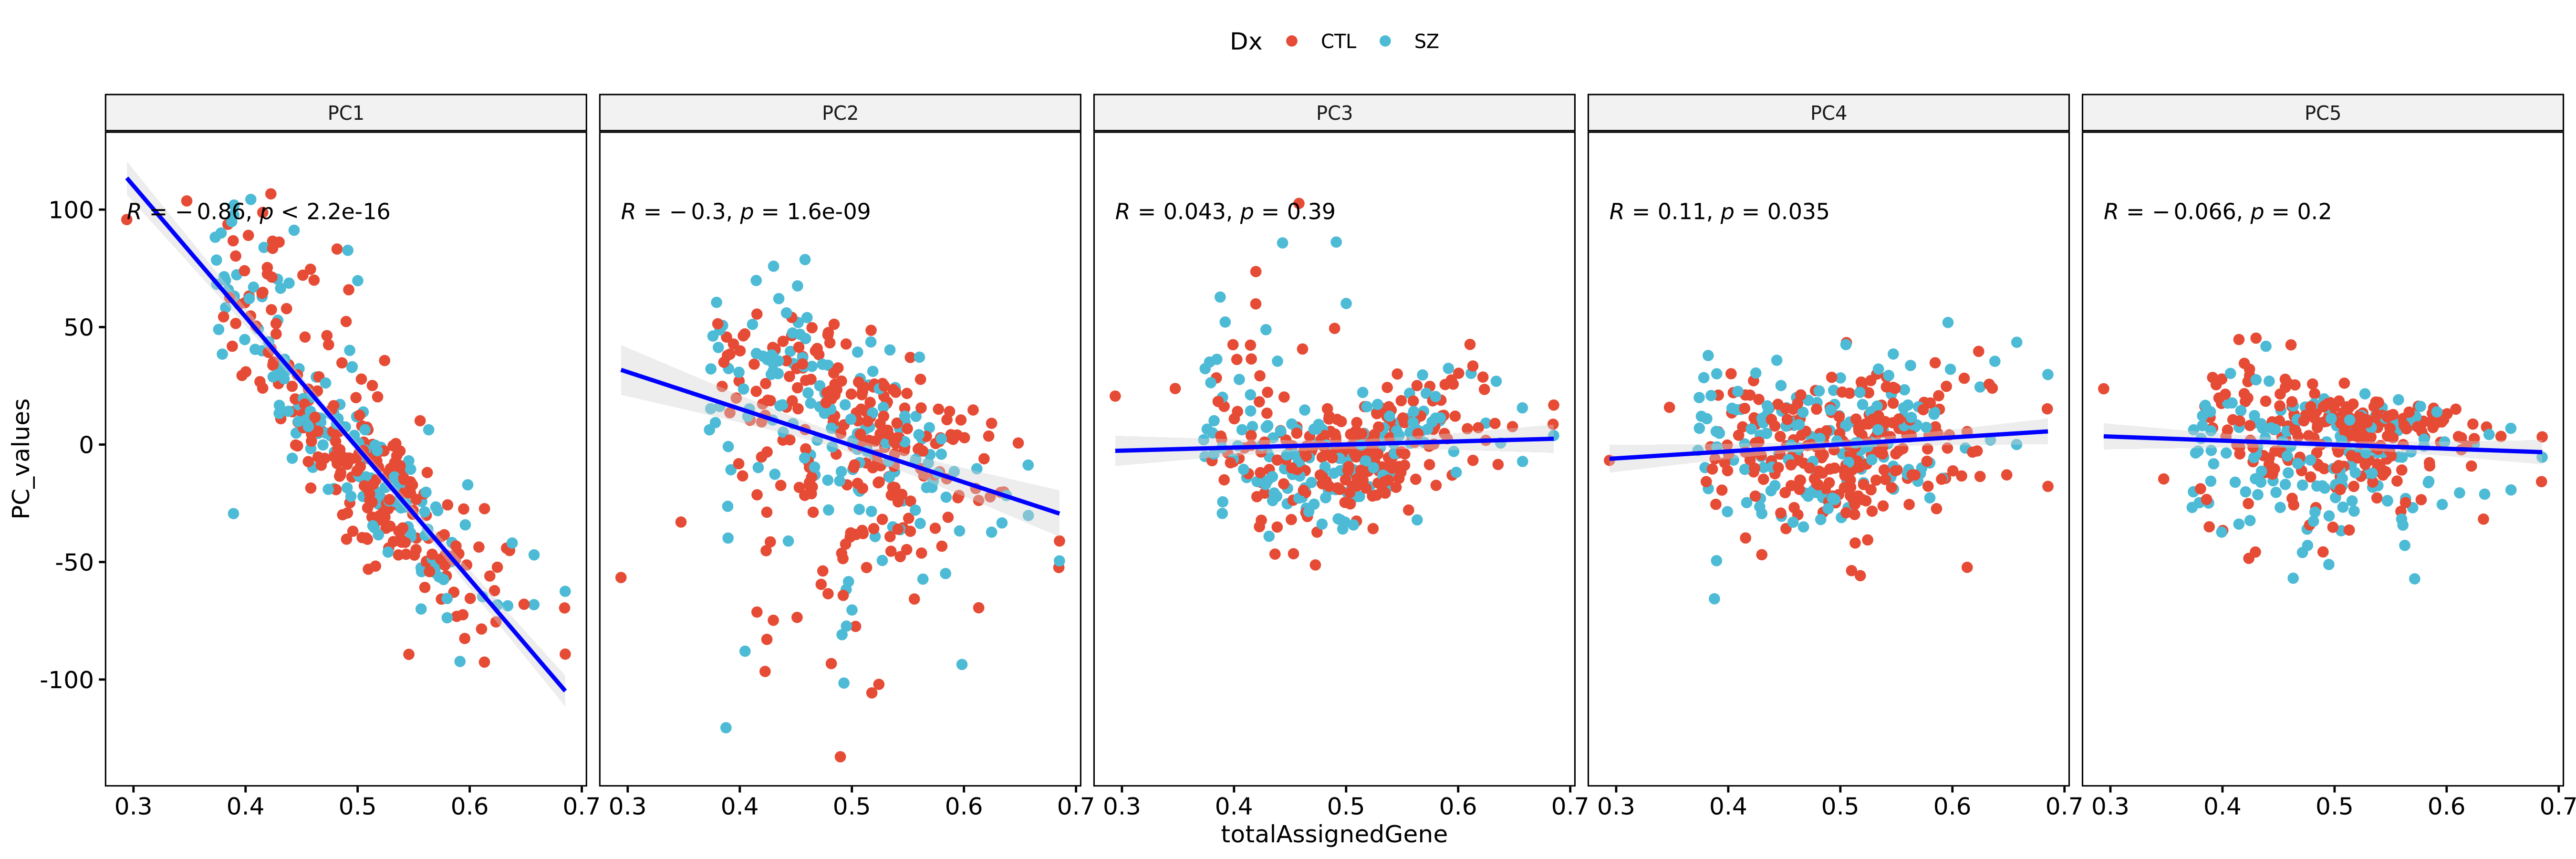 Dx CTL SZ
PC1 PC2 PC3 PC4 PC5
R = −0.86, p < 2.2e-16
R = −0.3, p = 1.6e-09
R = 0.043, p = 0.39
R = 0.11, p = 0.035
R = −0.066, p = 0.2
PC_values
100
50
0
-50
-100
0.3 0.4 0.5 0.6 0.7
0.3 0.4 0.5 0.6 0.7
0.3 0.4 0.5 0.6 0.7
0.3 0.4 0.5 0.6 0.7
0.3 0.4 0.5 0.6 0.7
totalAssignedGene